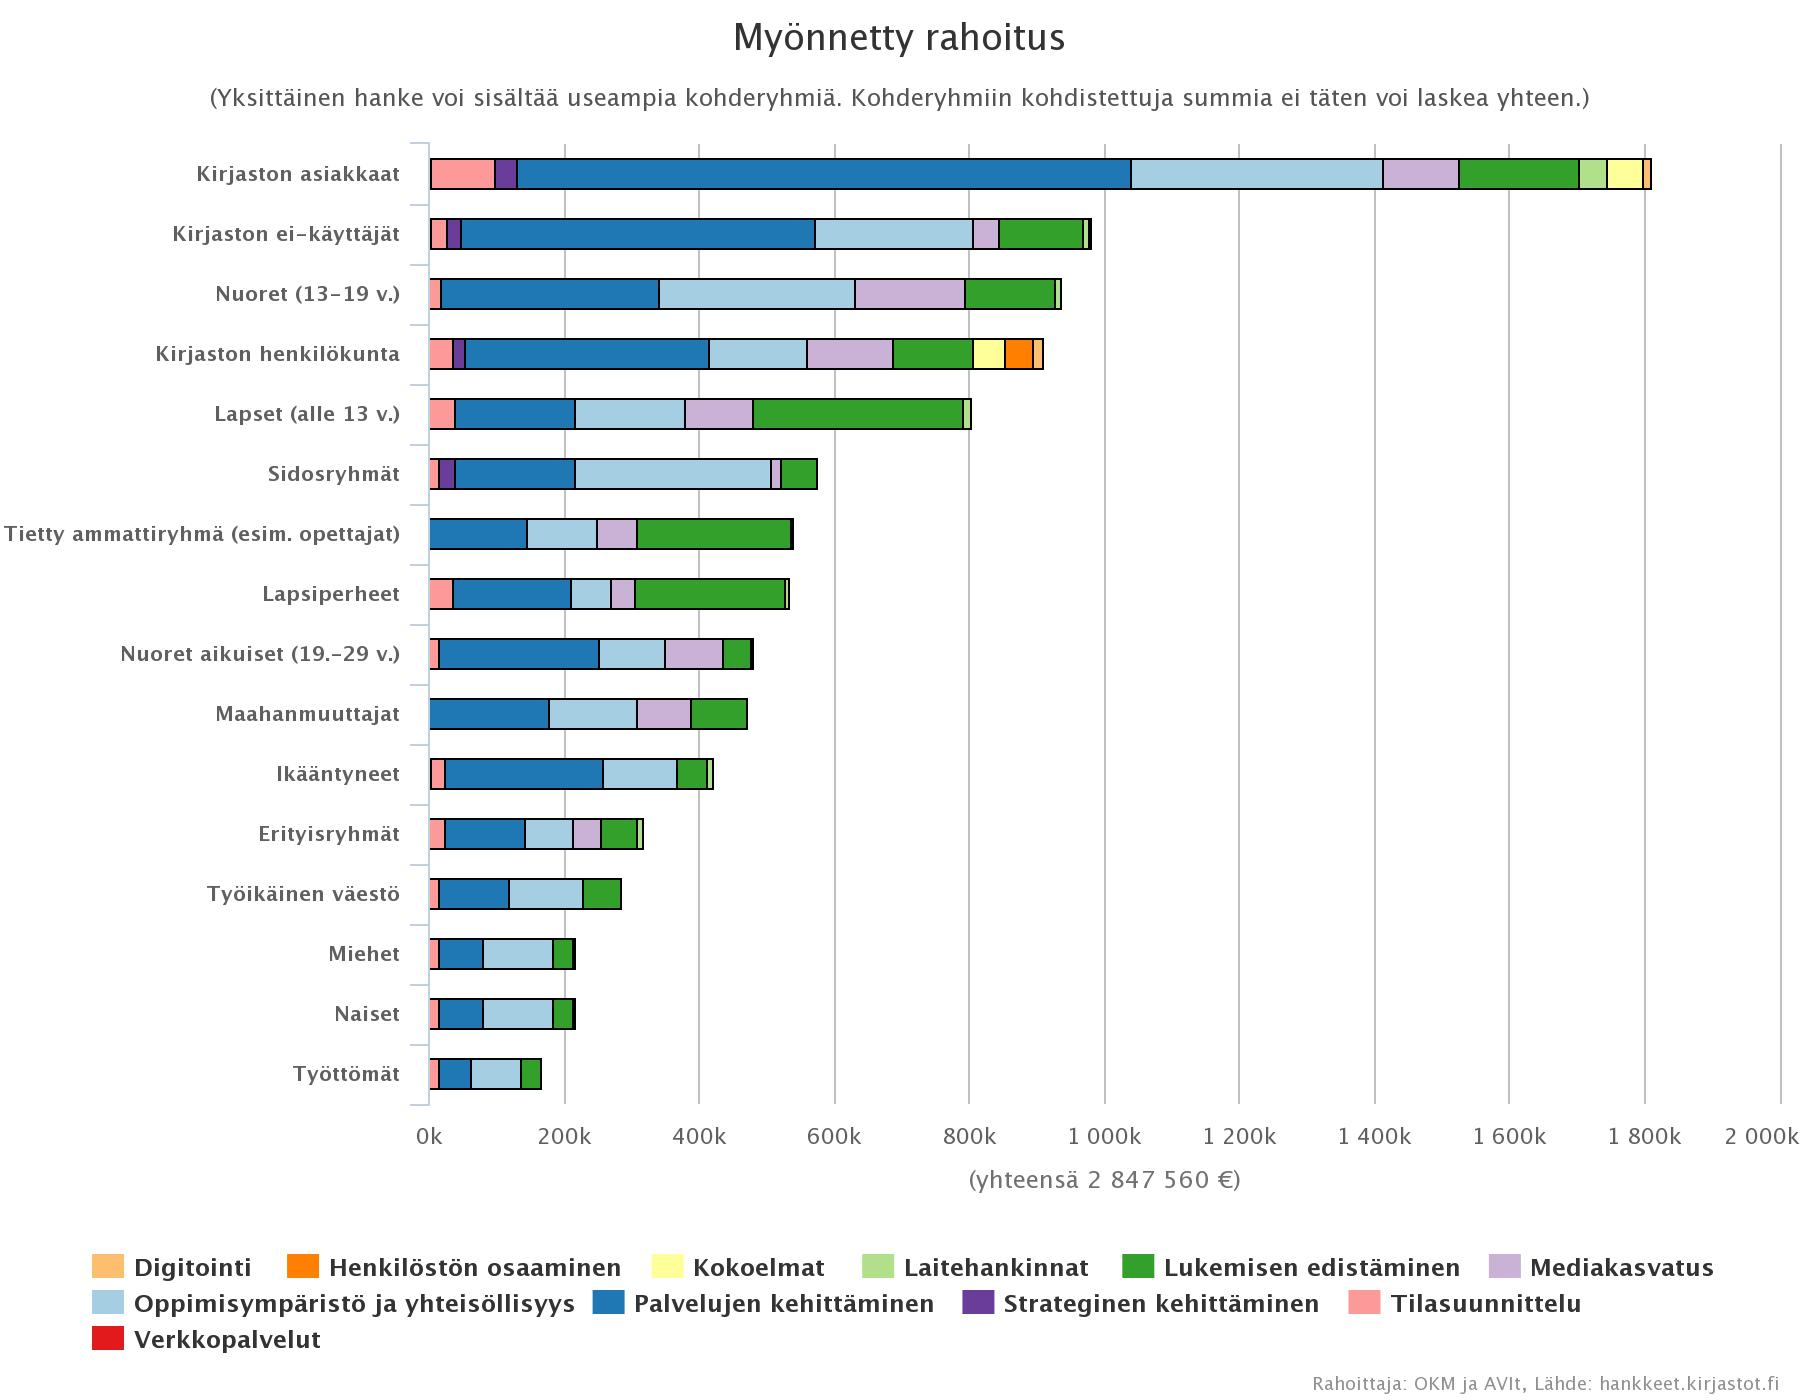 Myönnetty rahoitus
(Yksittäinen hanke voi sisältää useampia kohderyhmiä. Kohderyhmiin kohdistettuja summia ei täten voi laskea yhteen.)
Kirjaston asiakkaat
Kirjaston ei-käyttäjät
Nuoret (13-19 v.)
Kirjaston henkilökunta
Lapset (alle 13 v.)
Sidosryhmät
Tietty ammattiryhmä (esim. opettajat)
Lapsiperheet
Nuoret aikuiset (19.-29 v.)
Maahanmuuttajat
Ikääntyneet
Erityisryhmät
Työikäinen väestö
Miehet
Naiset
Työttömät
0k 200k 400k 600k 800k 1 000k 1 200k 1 400k 1 600k 1 800k 2 000k
(yhteensä 2 847 560 €)
Digitointi Henkilöstön osaaminen Kokoelmat Laitehankinnat Lukemisen edistäminen Mediakasvatus
Oppimisympäristö ja yhteisöllisyys Palvelujen kehittäminen Strateginen kehittäminen Tilasuunnittelu
Verkkopalvelut
Rahoittaja: OKM ja AVIt, Lähde: hankkeet.kirjastot.fi